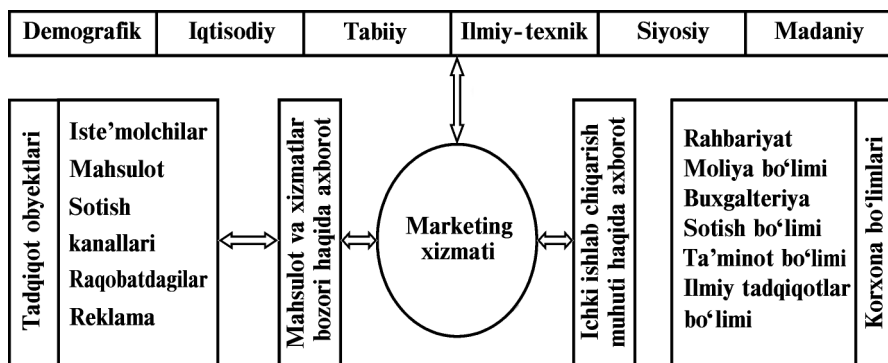 Demografik
Iqtisodiy
Tabiiy
Ilmiy-texnik
Siyosiy
Madaniy
Tadqiqot obyektlari
Iste’molchilar
Mahsulot
Sotish
kanallari
Raqobatdagilar
Reklama
Mahsulot va xizmatlar
bozori haqida axborot
Marketing
xizmati
Ichki ishlab chiqarish
muhuti haqida axborot
Rahbariyat
Moliya bo‘limi
Buxgalteriya
Sotish bo‘limi
Ta’minot bo‘limi
Ilmiy tadqiqotlar
bo‘limi
Korxona bo‘limlari